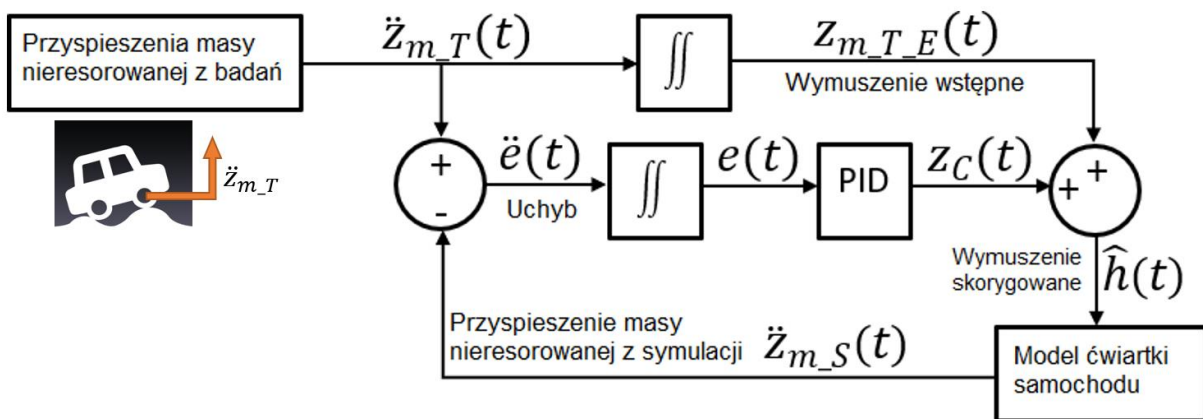 Przyspieszenia masy
nieresorowanej z badań
z̈m_T(t)
∬
zm_T_E(t)
Wymuszenie wstępne
z̈m_T
+
-
ë(t)
Uchyb
∬
e(t)
PID
zC(t)
+
+
Wymuszenie
skorygowane
ĥ(t)
Przyspieszenie masy
nieresorowanej z symulacji
z̈m_S(t)
Model ćwiartki
samochodu